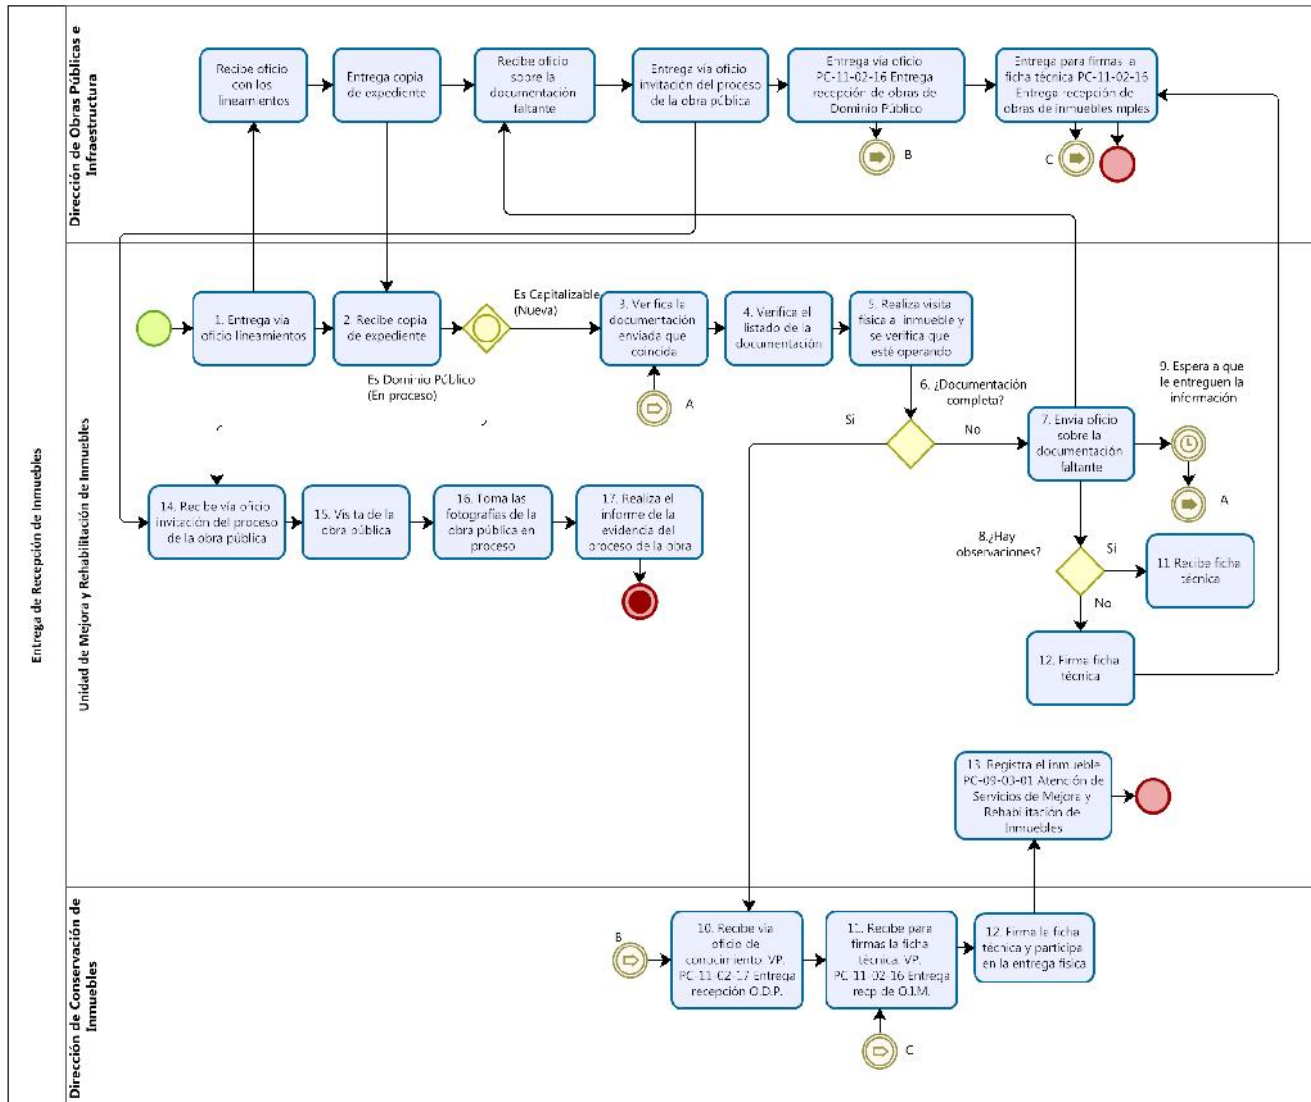 Entrega de Recepción de Inmuebles
Dirección de Obras Públicas e
Infraestructura
Recibe oficio
con los
lineamientos
Entrega copia
de expediente
Recibe oficio
sobre la
documentación
faltante
Entrega vía oficio
invitación del proceso
de la obra pública
Entrega vía oficio
PC-11-02-16 Entrega
recepción de obras de
Dominio Público
Entrega para firmas la
ficha técnica PC-11-02-16
Entrega recepción de
obras de inmuebles mples
B
C
Unidad de Mejora y Rehabilitación de Inmuebles
1. Entrega vía
oficio lineamientos
2. Recibe copia
de expediente
Es Capitalizable
(Nueva)
Es Dominio Público
(En proceso)
3. Verifica la
documentación
enviada que
coincida
A
4. Verifica el
listado de la
documentación
5. Realiza visita
física al inmueble y
se verifica que
esté operando
6. ¿Documentación
completa?
Si
No
7. Envía oficio
sobre la
documentación
faltante
9. Espera a que
le entreguen la
información
A
8.¿Hay
observaciones?
Si
No
11 Recibe ficha
técnica
12. Firma ficha
técnica
14. Recibe vía oficio
invitación del proceso
de la obra pública
15. Visita de la
obra pública
16. Toma las
fotografías de la
obra pública en
proceso
17. Realiza el
informe de la
evidencia del
proceso de la obra
13. Registra el inmueble
PC-09-03-01 Atención de
Servicios de Mejora y
Rehabilitación de
Inmuebles
Dirección de Conservación de
Inmuebles
B
10. Recibe vía
oficio de
conocimiento. VP.
PC-11-02-17 Entrega
recepción O.D.P.
11. Recibe para
firmas la ficha
técnica. VP.
PC-11-02-16 Entrega
recp de O.I.M.
12. Firma la ficha
técnica y participa
en la entrega física
C